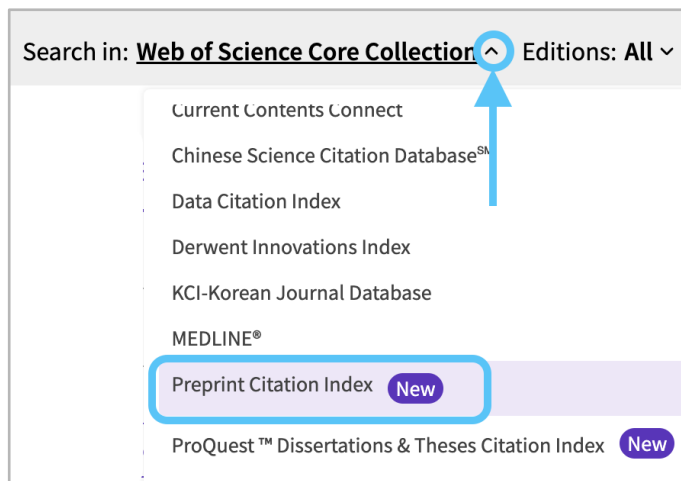 Search in: Web of Science Core Collection Editions: All
Current Contents Connect
Chinese Science Citation Database℠
Data Citation Index
Derwent Innovations Index
KCI-Korean Journal Database
MEDLINE®
Preprint Citation Index New
ProQuest ™ Dissertations & Theses Citation Index New